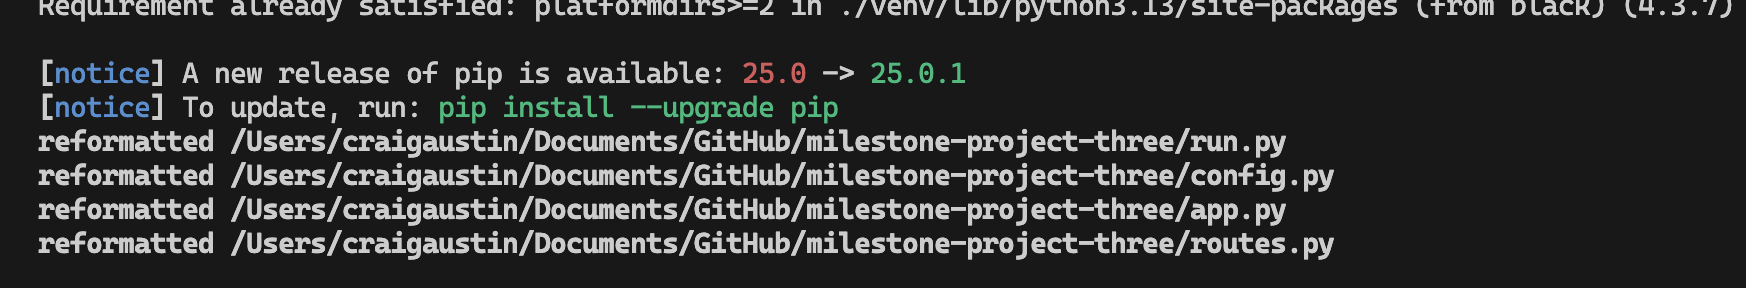 Requirement already satisfied: platformdirs>=2 in ./venv/lib/python3.13/site-packages (from black) (4.3.7)
[notice] A new release of pip is available: 25.0 -> 25.0.1
[notice] To update, run: pip install --upgrade pip
reformatted /Users/craigaustin/Documents/GitHub/milestone-project-three/run.py
reformatted /Users/craigaustin/Documents/GitHub/milestone-project-three/config.py
reformatted /Users/craigaustin/Documents/GitHub/milestone-project-three/app.py
reformatted /Users/craigaustin/Documents/GitHub/milestone-project-three/routes.py